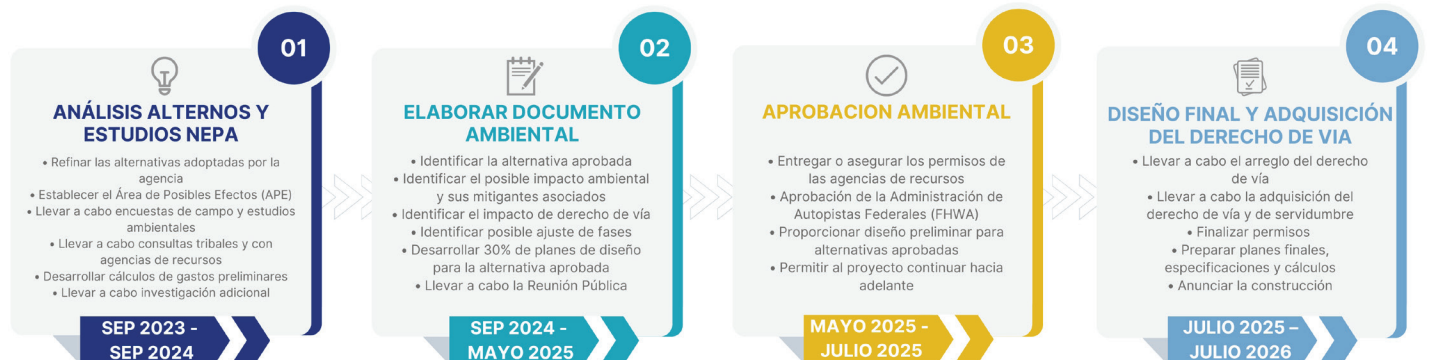 01
ANÁLISIS ALTERNOS Y
ESTUDIOS NEPA
• Refinar las alternativas adoptadas por la
agencia
• Establecer el Área de Posibles Efectos (APE)
• Llevar a cabo encuestas de campo y estudios
ambientales
• Llevar a cabo consultas tribales y con
agencias de recursos
• Desarrollar cálculos de gastos preliminares
• Llevar a cabo investigación adicional
SEP 2023 -
SEP 2024
02
ELABORAR DOCUMENTO
AMBIENTAL
• Identificar la alternativa aprobada
• Identificar el posible impacto ambiental
y sus mitigantes asociados
• Identificar el impacto de derecho de vía
• Identificar posible ajuste de fases
• Desarrollar 30% de planes de diseño
para la alternativa aprobada
• Llevar a cabo la Reunión Pública
SEP 2024 -
MAYO 2025
03
APROBACION AMBIENTAL
• Entregar o asegurar los permisos de
las agencias de recursos
• Aprobación de la Administración de
Autopistas Federales (FHWA)
• Proporcionar diseño preliminar para
alternativas aprobadas
• Permitir al proyecto continuar hacia
adelante
MAYO 2025 -
JULIO 2025
04
DISEÑO FINAL Y ADQUISICIÓN
DEL DERECHO DE VIA
• Llevar a cabo el arreglo del derecho
de vía
• Llevar a cabo la adquisición del
derecho de vía y de servidumbre
• Finalizar permisos
• Preparar planes finales,
especificaciones y cálculos
• Anunciar la construcción
JULIO 2025 –
JULIO 2026